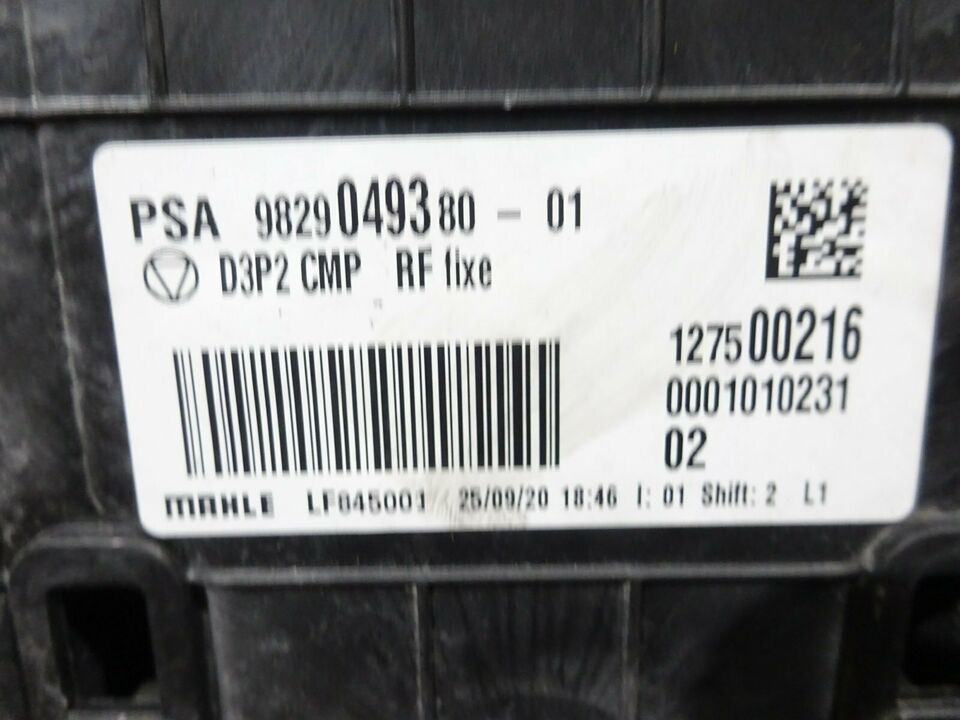 PSA 9829049380 - 01
D3P2 CMP RF fixe
127500216
0001010231
02
MAHLE LF845001 25/09/20 18:46 I: 01 Shift: 2 L1